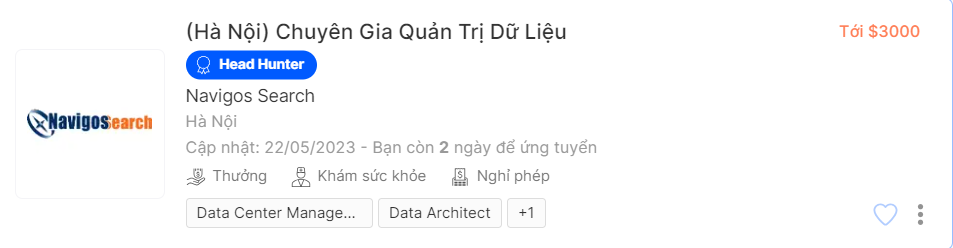 (Hà Nội) Chuyên Gia Quản Trị Dữ Liệu
Tới $3000
Head Hunter
Navigos Search
Navigossearch
Hà Nội
Cập nhật: 22/05/2023 - Bạn còn 2 ngày để ứng tuyển
Thưởng Khám sức khỏe Nghỉ phép
Data Center Manage... Data Architect +1